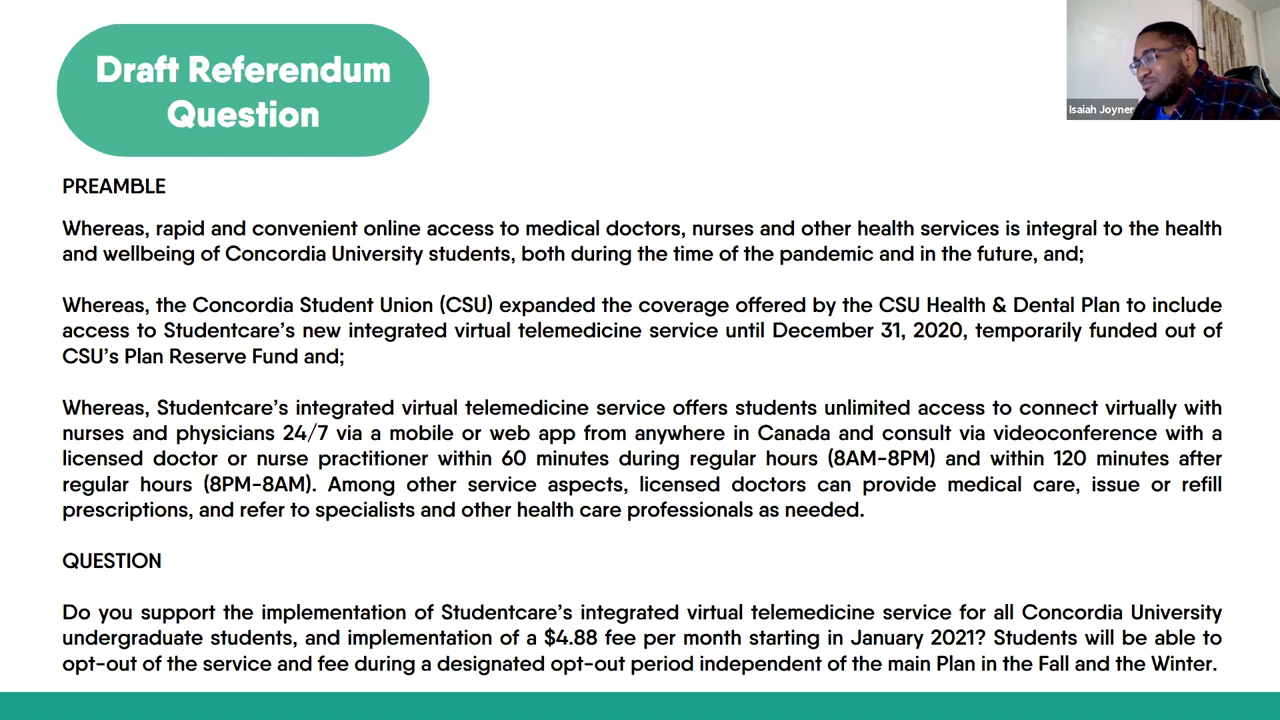 Draft Referendum
Question
Isaiah Joyner
PREAMBLE
Whereas, rapid and convenient online access to medical doctors, nurses and other health services is integral to the health
and wellbeing of Concordia University students, both during the time of the pandemic and in the future, and;
Whereas, the Concordia Student Union (CSU) expanded the coverage offered by the CSU Health & Dental Plan to include
access to Studentcare's new integrated virtual telemedicine service until December 31, 2020, temporarily funded out of
CSU's Plan Reserve Fund and;
Whereas, Studentcare's integrated virtual telemedicine service offers students unlimited access to connect virtually with
nurses and physicians 24/7 via a mobile or web app from anywhere in Canada and consult via videoconference with a
licensed doctor or nurse practitioner within 60 minutes during regular hours (8AM-8PM) and within 120 minutes after
regular hours (8PM-8AM). Among other service aspects, licensed doctors can provide medical care, issue or refill
prescriptions, and refer to specialists and other health care professionals as needed.
QUESTION
Do you support the implementation of Studentcare's integrated virtual telemedicine service for all Concordia University
undergraduate students, and implementation of a $4.88 fee per month starting in January 2021? Students will be able to
opt-out of the service and fee during a designated opt-out period independent of the main Plan in the Fall and the Winter.